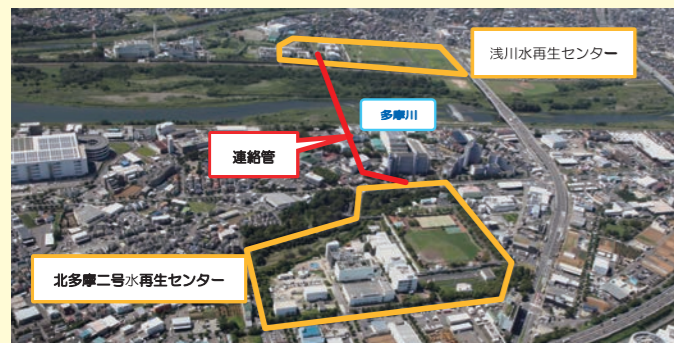 浅川水再生センター
多摩川
連絡管
北多摩二号水再生センター